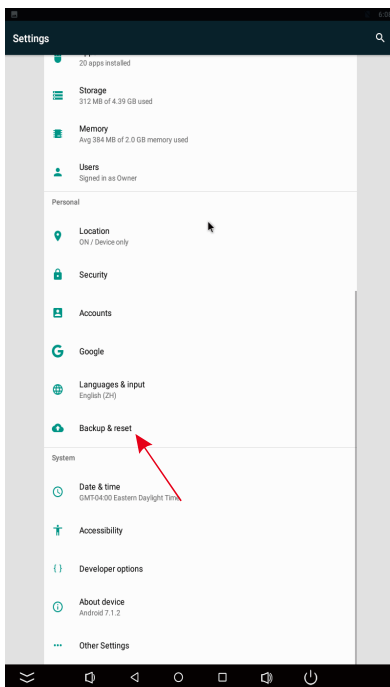 Settings
20 apps installed
Storage
312 MB of 4.39 GB used
Memory
Avg 384 MB of 2.0 GB memory used
Users
Signed in as Owner
Personal
Location
ON / Device only
Security
Accounts
Google
Languages & input
English (ZH)
Backup & reset
System
Date & time
GMT-04:00 Eastern Daylight Time
Accessibility
Developer options
About device
Android 7.1.2
Other Settings